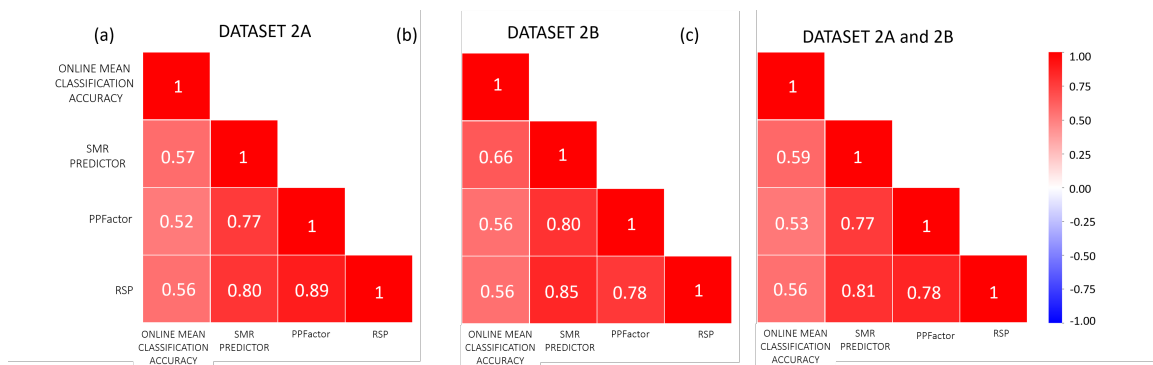 (a)
DATASET 2A
(b)
DATASET 2B
(c)
DATASET 2A and 2B
ONLINE MEAN
CLASSIFICATION
ACCURACY
1
1
1
SMR
PREDICTOR
0.57
1
0.66
1
0.59
1
PPFactor
0.52
0.77
1
0.56
0.80
1
0.53
0.77
1
RSP
0.56
0.80
0.89
1
0.56
0.85
0.78
1
0.56
0.81
0.78
1
1.00
0.75
0.50
0.25
0.00
-0.25
-0.50
-0.75
-1.00
ONLINE MEAN
CLASSIFICATION
ACCURACY
SMR
PREDICTOR
PPFactor
RSP
ONLINE MEAN
CLASSIFICATION
ACCURACY
SMR
PREDICTOR
PPFactor
RSP
ONLINE MEAN
CLASSIFICATION
ACCURACY
SMR
PREDICTOR
PPFactor
RSP